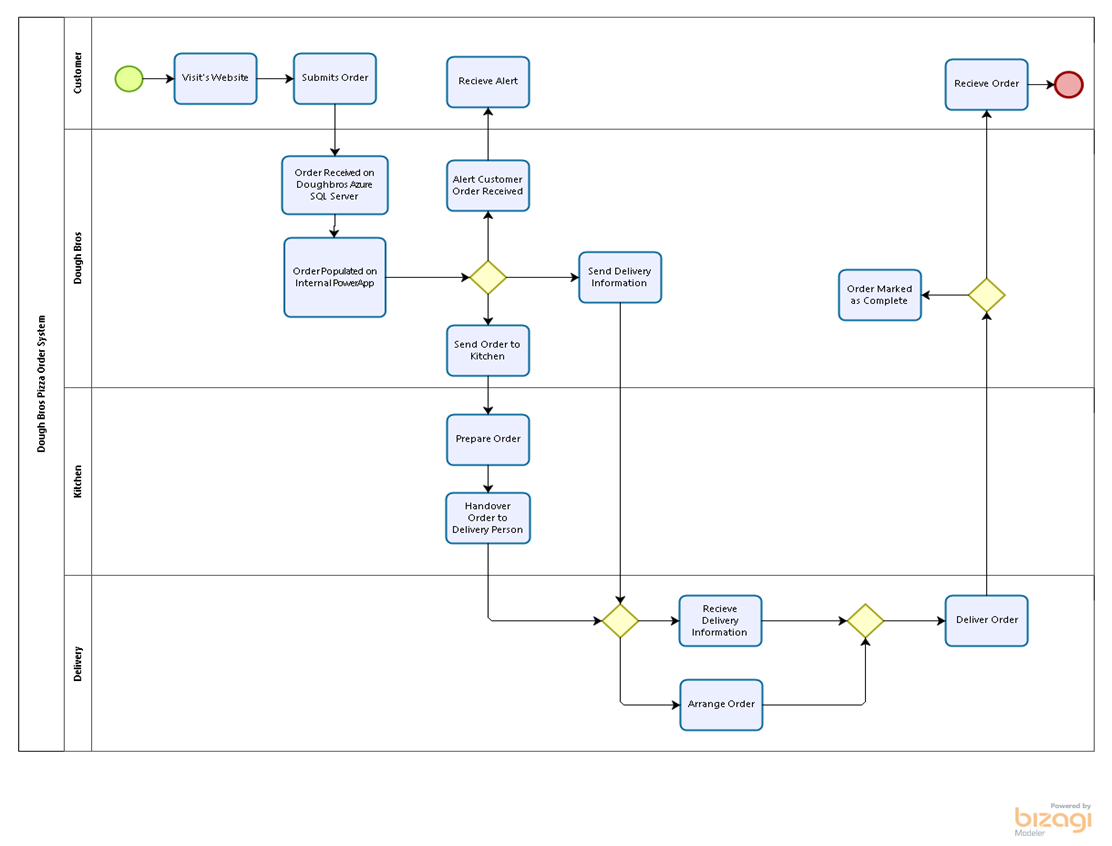 Dough Bros Pizza Order System
Customer
Visit's Website
Submits Order
Recieve Alert
Recieve Order
Dough Bros
Order Received on
Doughbros Azure
SQL Server
Alert Customer
Order Received
Order Populated on
Internal PowerApp
Send Delivery
Information
Order Marked
as Complete
Send Order to
Kitchen
Kitchen
Prepare Order
Handover
Order to
Delivery Person
Delivery
Recieve
Delivery
Information
Deliver Order
Arrange Order
Powered by
bizagi
Modeler